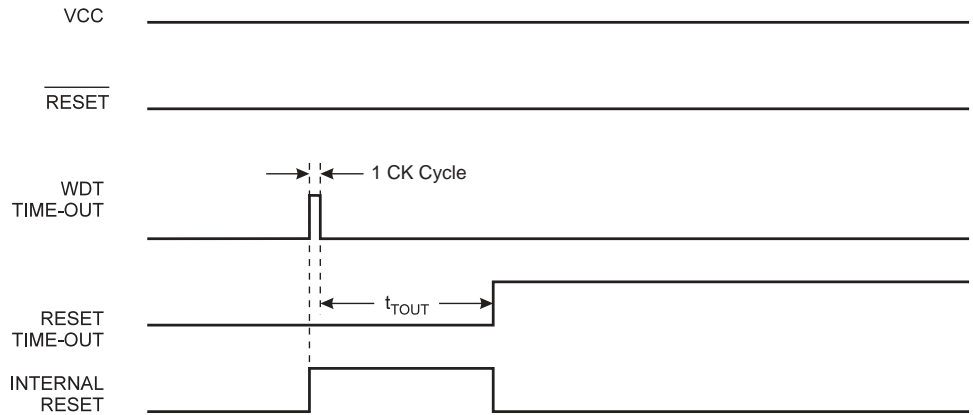 VCC
RESET
1 CK Cycle
WDT
TIME-OUT
tTOUT
RESET
TIME-OUT
INTERNAL
RESET